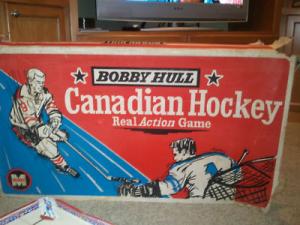 BOBBY HULL
Canadian Hockey
Real Action Game
M